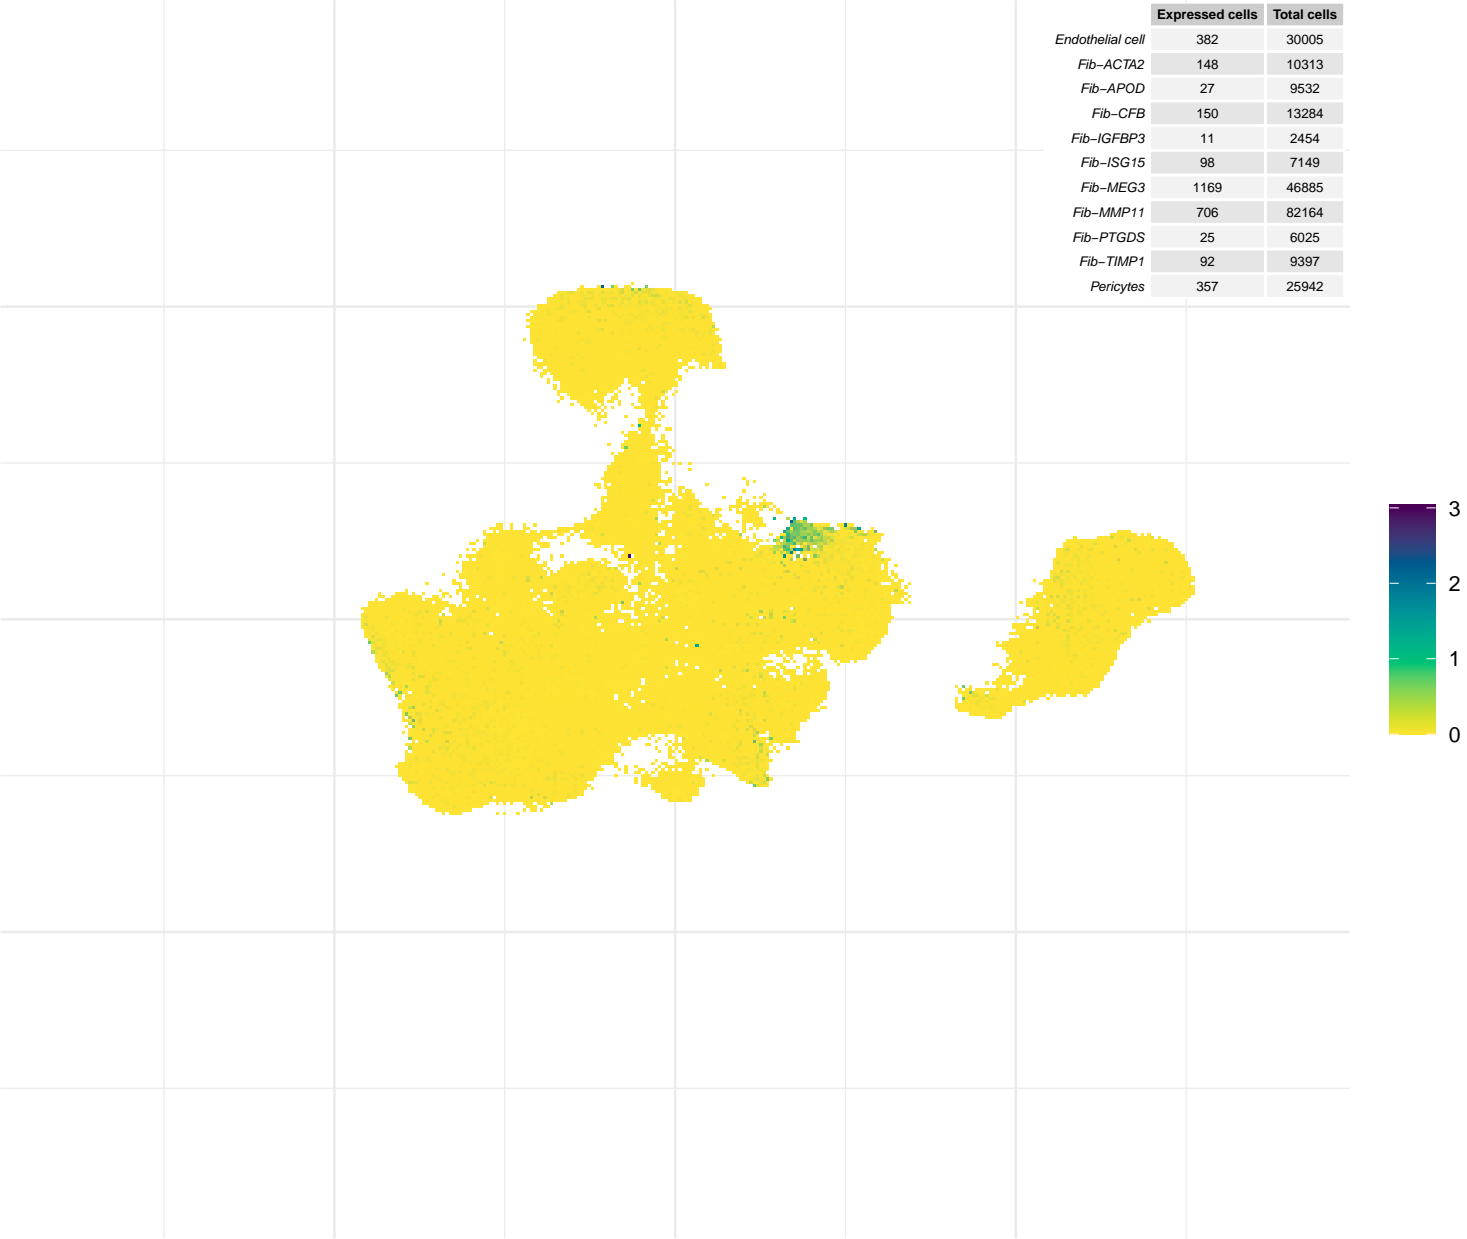 Expressed cells Total cells
Endothelial cell 382 30005
Fib−ACTA2 148 10313
Fib−APOD 27 9532
Fib−CFB 150 13284
Fib−IGFBP3 11 2454
Fib−ISG15 98 7149
Fib−MEG3 1169 46885
Fib−MMP11 706 82164
Fib−PTGDS 25 6025
Fib−TIMP1 92 9397
Pericytes 357 25942
3
2
1
0